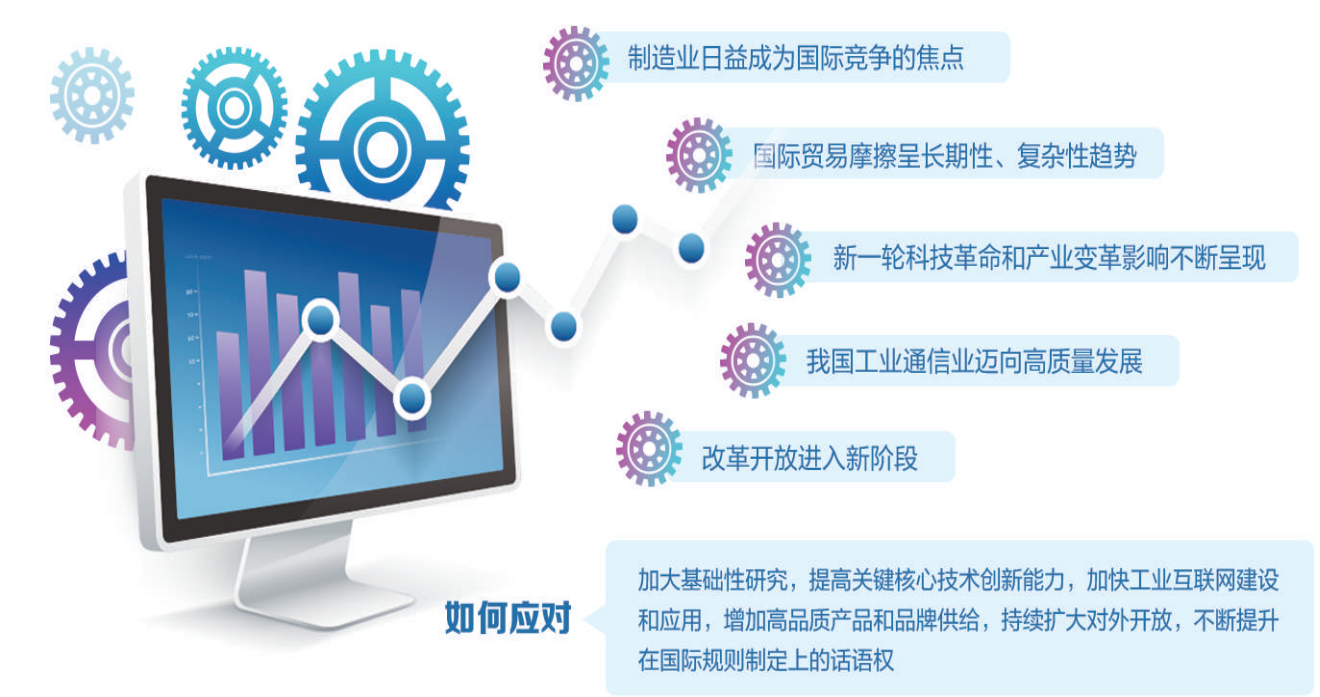 制造业日益成为国际竞争的焦点
国际贸易摩擦呈长期性、复杂性趋势
新一轮科技革命和产业变革影响不断呈现
我国工业通信业迈向高质量发展
改革开放进入新阶段
如何应对
加大基础性研究，提高关键核心技术创新能力，加快工业互联网建设
和应用，增加高品质产品和品牌供给，持续扩大对外开放，不断提升
在国际规则制定上的话语权